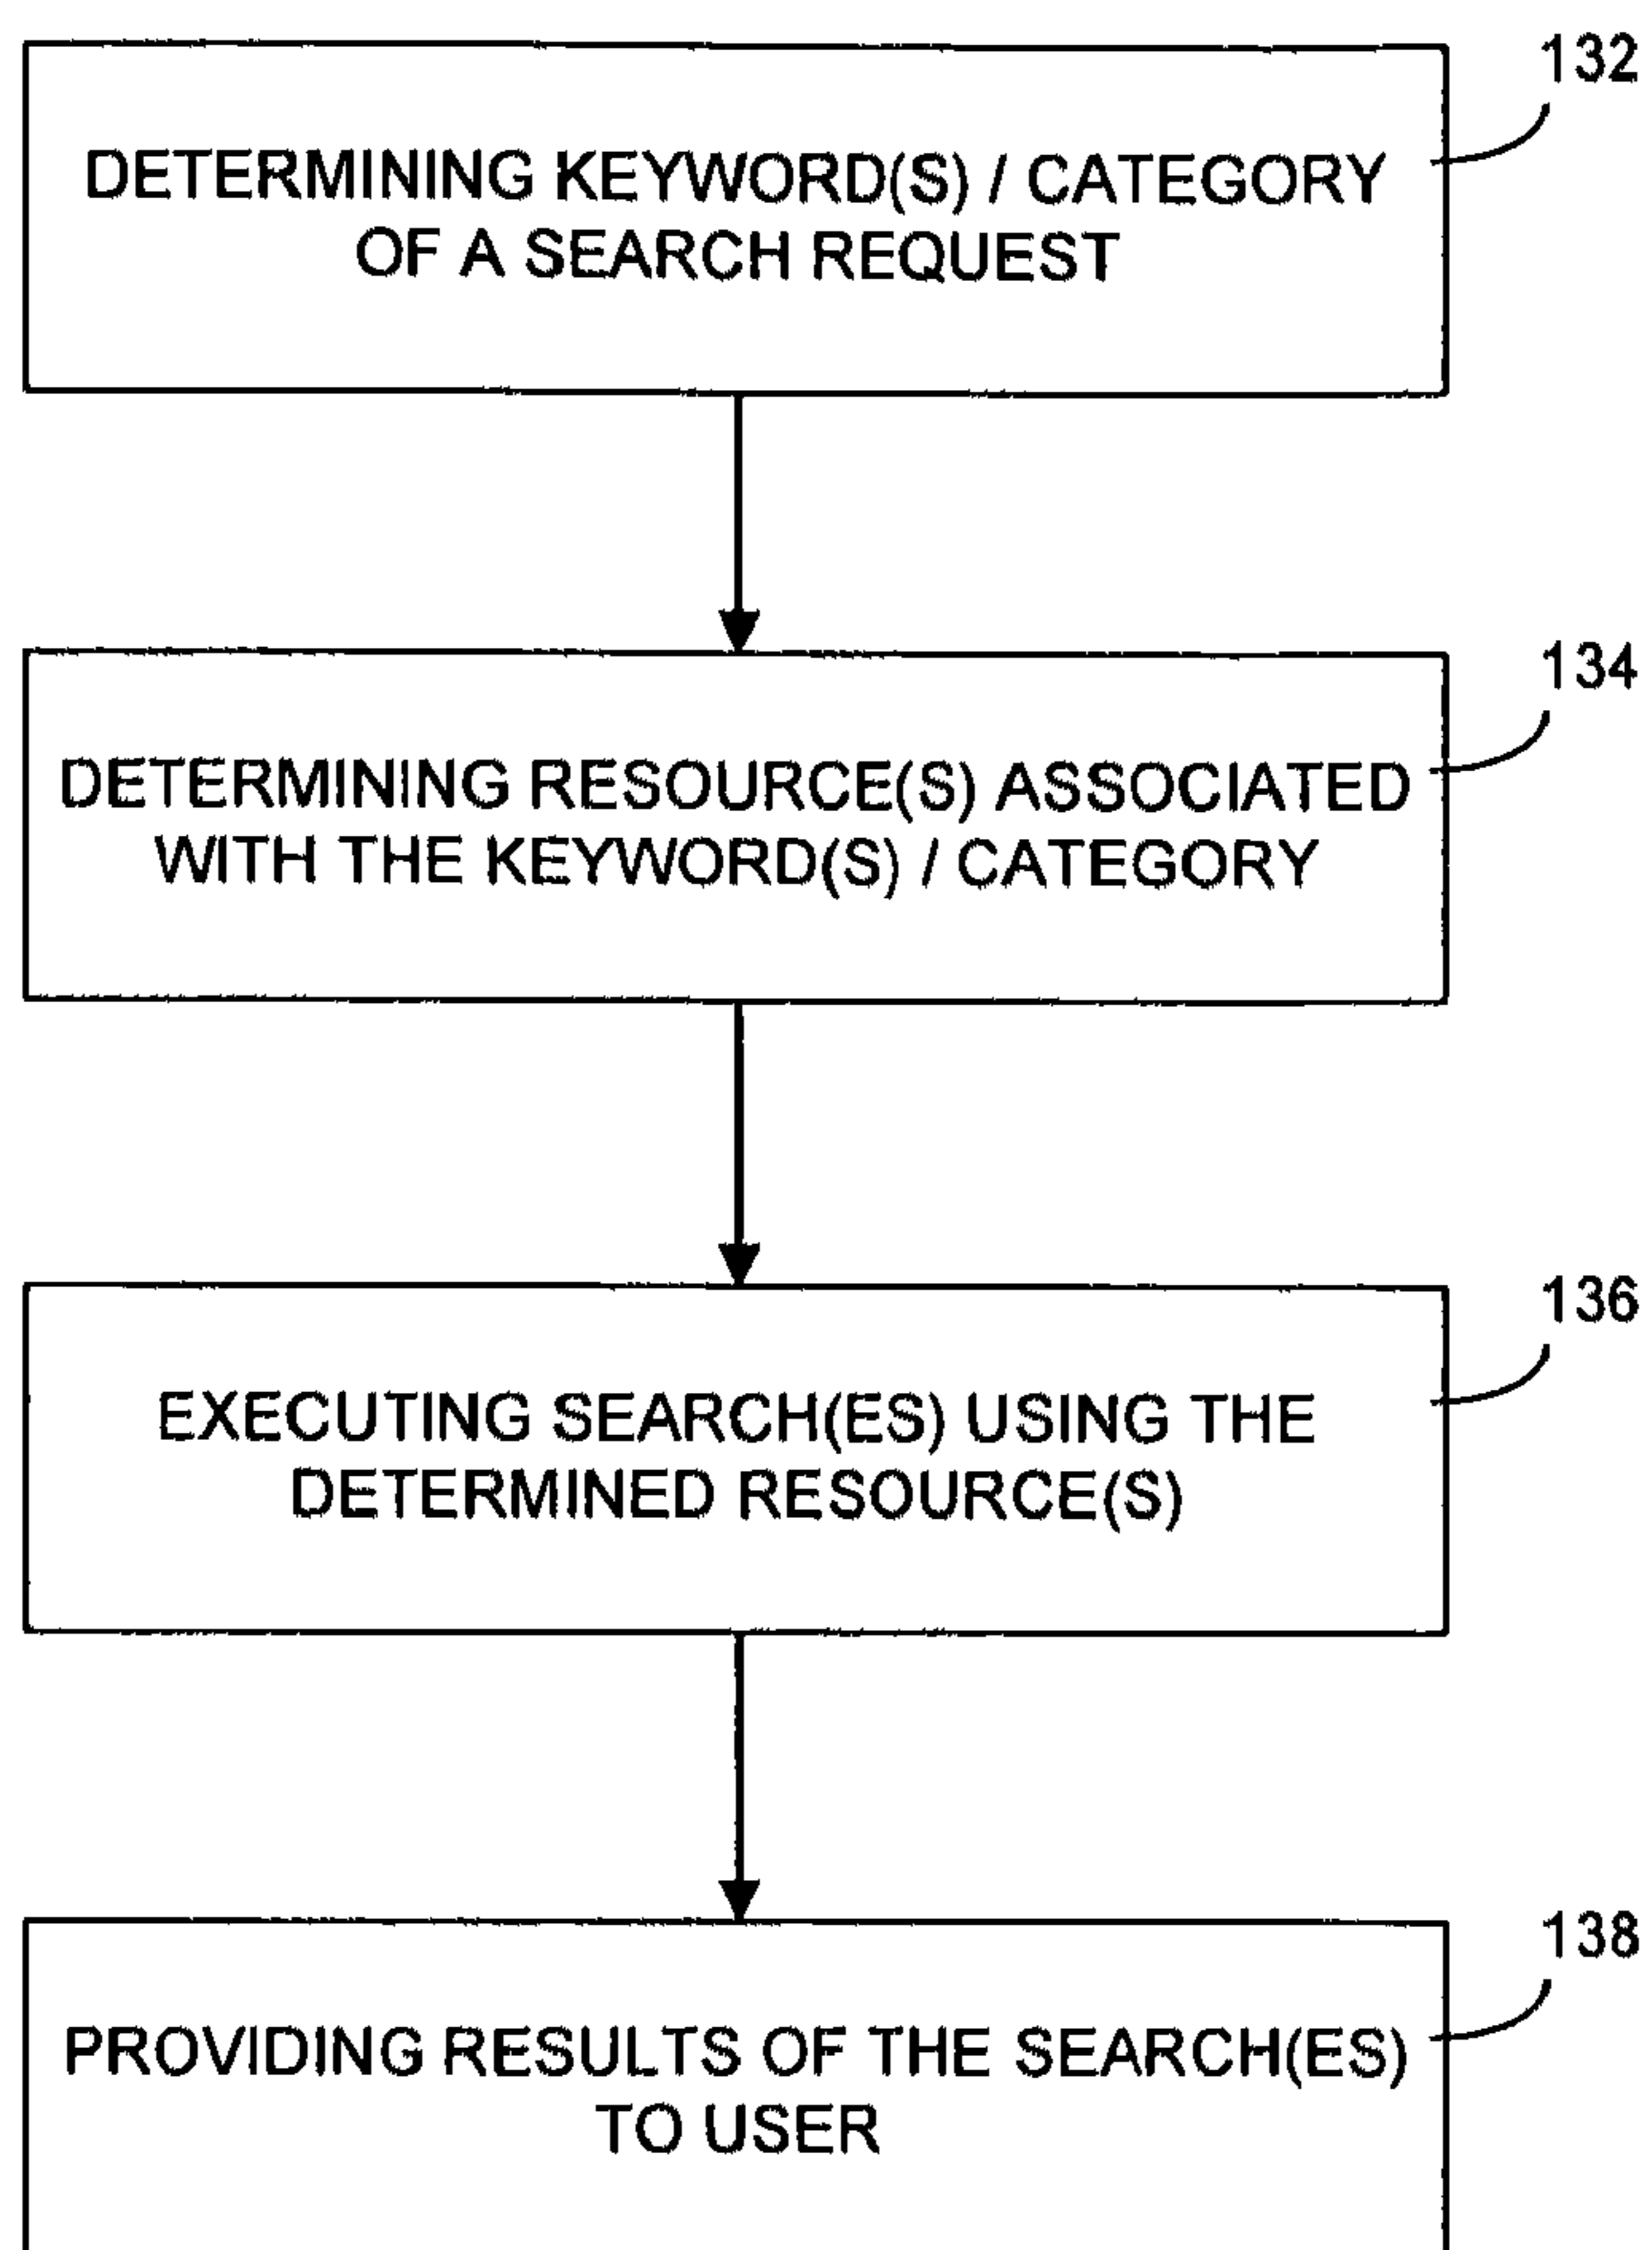 132
DETERMINING KEYWORD(S) / CATEGORY
OF A SEARCH REQUEST
134
DETERMINING RESOURCE(S) ASSOCIATED
WITH THE KEYWORD(S) / CATEGORY
136
EXECUTING SEARCH(ES) USING THE
DETERMINED RESOURCE(S)
138
PROVIDING RESULTS OF THE SEARCH(ES)
TO USER